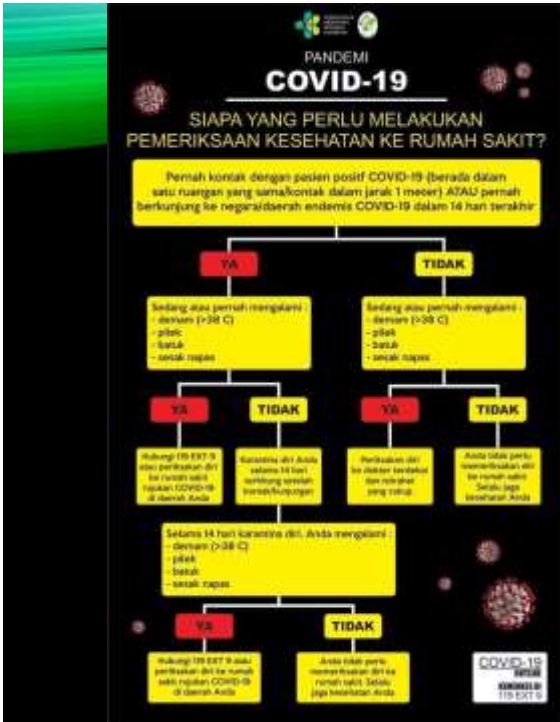 PANDEMI
COVID-19
SIAPA YANG PERLU MELAKUKAN
PEMERIKSAAN KESEHATAN KE RUMAH SAKIT?
Pernah kontak dengan pasien positif COVID-19 (berada dalam
satu ruangan yang sama/kontak dalam jarak 1 meter) ATAU pernah
berkunjung ke negara/daerah endemis COVID-19 dalam 14 hari terakhir
YA
TIDAK
Sedang atau pernah mengalami :
- demam (>38 C)
- pilek
- batuk
- sesak napas
Sedang atau pernah mengalami :
- demam (>38 C)
- pilek
- batuk
- sesak napas
YA
TIDAK
YA
TIDAK
Hubungi 119 EXT 9
atau periksakan diri
ke rumah sakit
rujukan COVID-19
di daerah Anda
Karantina diri Anda
selama 14 hari
terhitung setelah
kontak/kunjungan
Periksakan diri
ke dokter terdekat
dan istirahat
yang cukup
Anda tidak perlu
memeriksakan diri
ke rumah sakit
Selalu jaga
kesehatan Anda
Selama 14 hari karantina diri, Anda mengalami :
- demam (>38 C)
- pilek
- batuk
- sesak napas
YA
TIDAK
Hubungi 119 EXT 9 atau
periksakan diri ke rumah
sakit rujukan COVID-19
di daerah Anda
Anda tidak perlu
memeriksakan diri ke
rumah sakit. Selalu
jaga kesehatan Anda
COVID-19
HOTLINE
KEMENKES RI
119 EXT 9